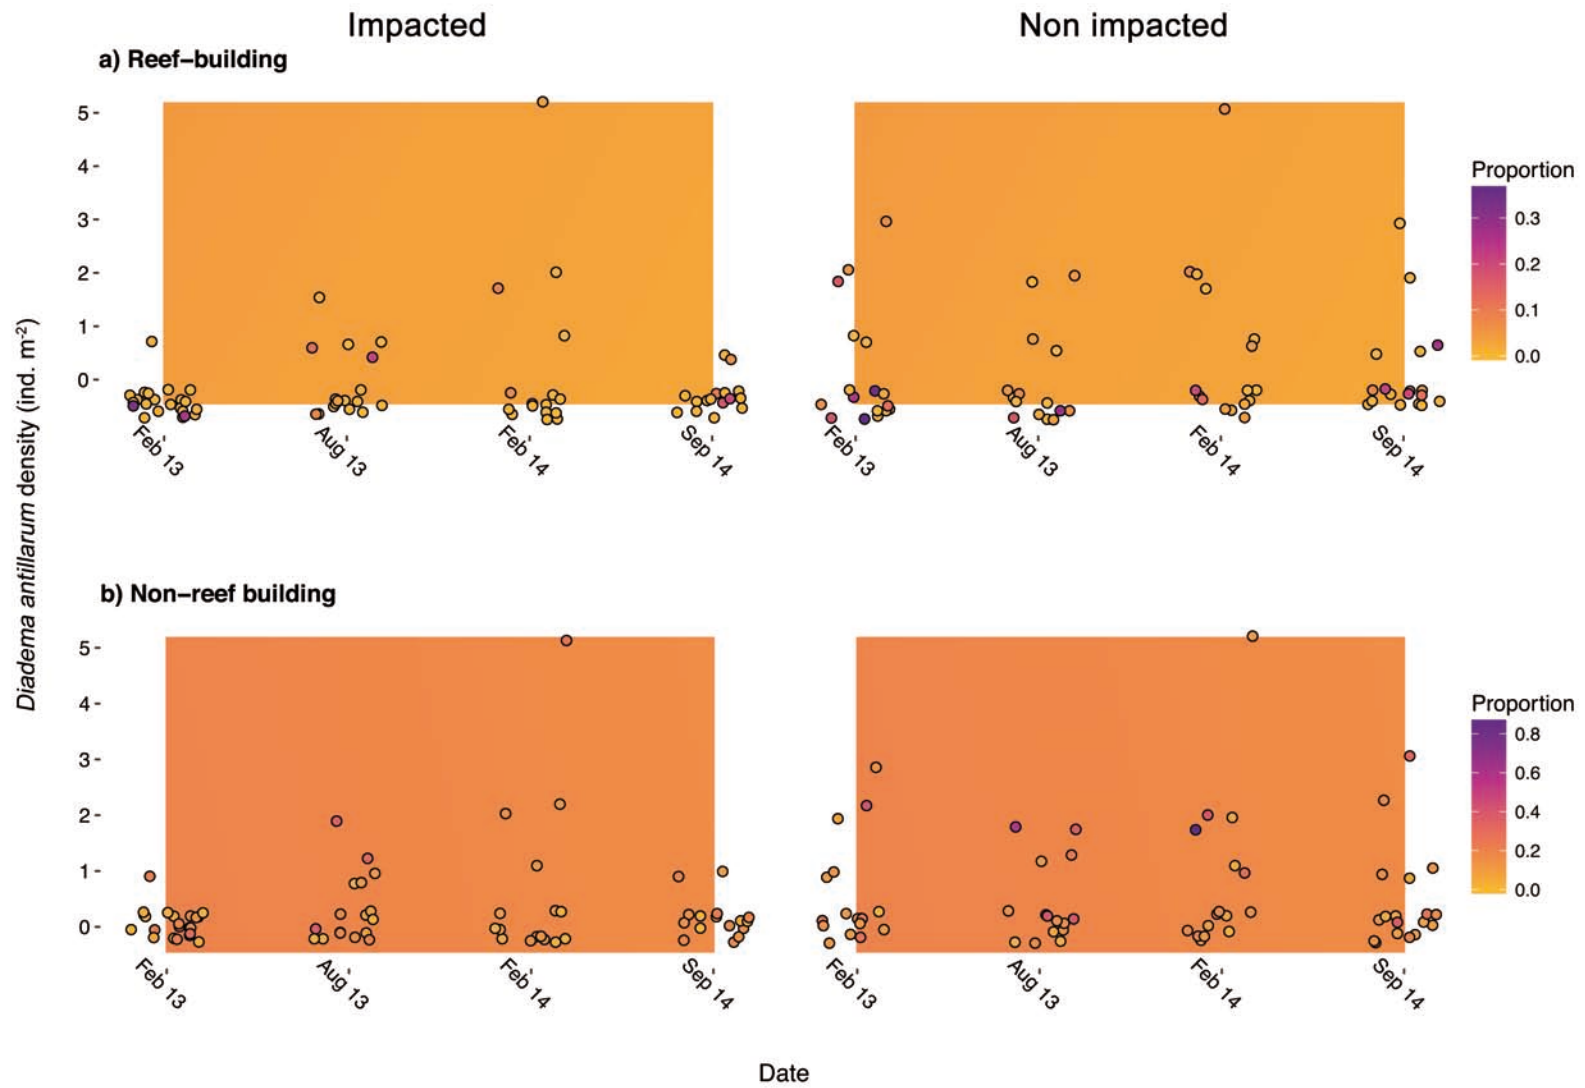 Impacted
Non impacted
a) Reef–building
5
4
3
2
1
0
Feb 13
Aug 13
Feb 14
Sep 14
Feb 13
Aug 13
Feb 14
Sep 14
Proportion
0.3
0.2
0.1
0.0
Diadema antillarum density (ind. m-2)
b) Non–reef building
5
4
3
2
1
0
Feb 13
Aug 13
Feb 14
Sep 14
Feb 13
Aug 13
Feb 14
Sep 14
Proportion
0.8
0.6
0.4
0.2
0.0
Date